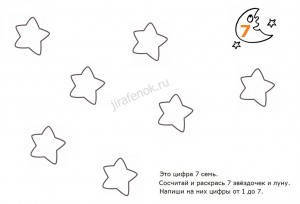 7
jirafenok.ru
Это цифра 7 семь.
Сосчитай и раскрась 7 звёздочек и луну.
Напиши на них цифры от 1 до 7.